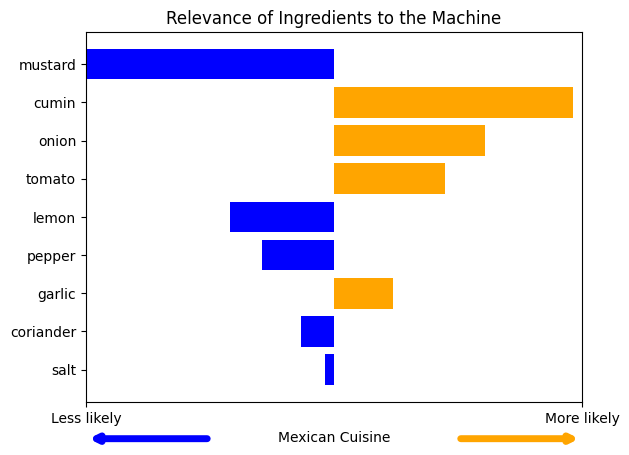 Relevance of Ingredients to the Machine
mustard
cumin
onion
tomato
lemon
pepper
garlic
coriander
salt
Less likely
More likely
Mexican Cuisine